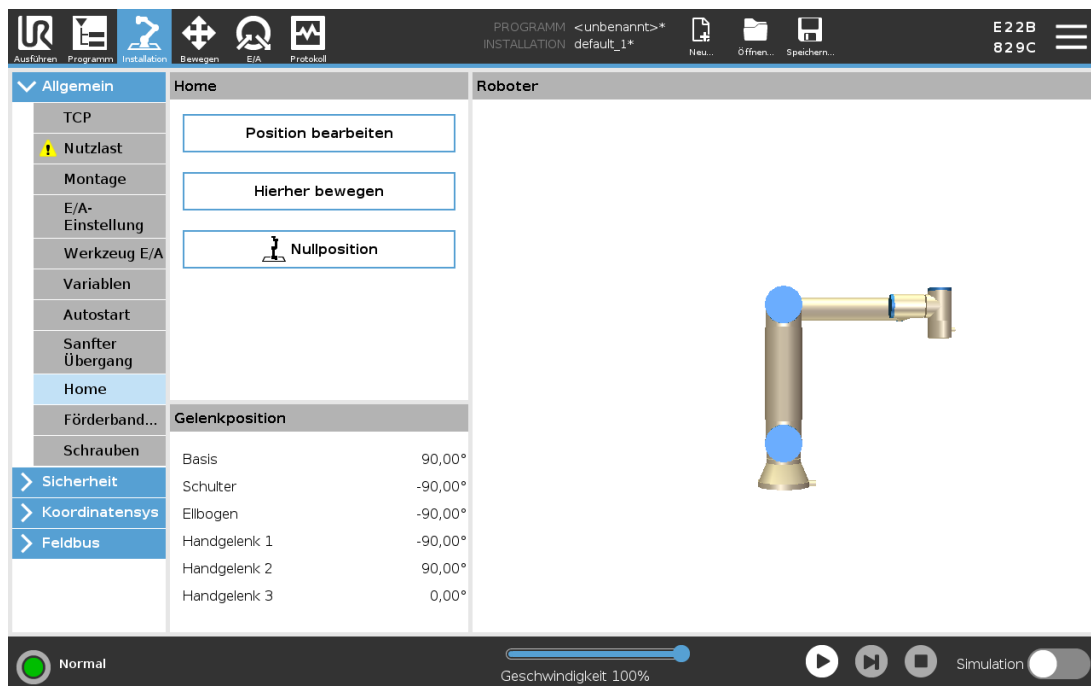 UR
Ausführen
Programm
Installation
Bewegen
E/A
Protokoll
PROGRAMM <unbenannt>*
INSTALLATION default_1*
Neu...
Öffnen...
Speichern...
E22B
829C
Allgemein
TCP
Nutzlast
Montage
E/A-
Einstellung
Werkzeug E/A
Variablen
Autostart
Sanfter
Übergang
Home
Förderband...
Schrauben
Sicherheit
Koordinatensys
Feldbus
Home
Position bearbeiten
Hierher bewegen
Nullposition
Gelenkposition
Basis 90,00°
Schulter -90,00°
Ellbogen -90,00°
Handgelenk 1 -90,00°
Handgelenk 2 90,00°
Handgelenk 3 0,00°
Roboter
Normal
Geschwindigkeit 100%
Simulation